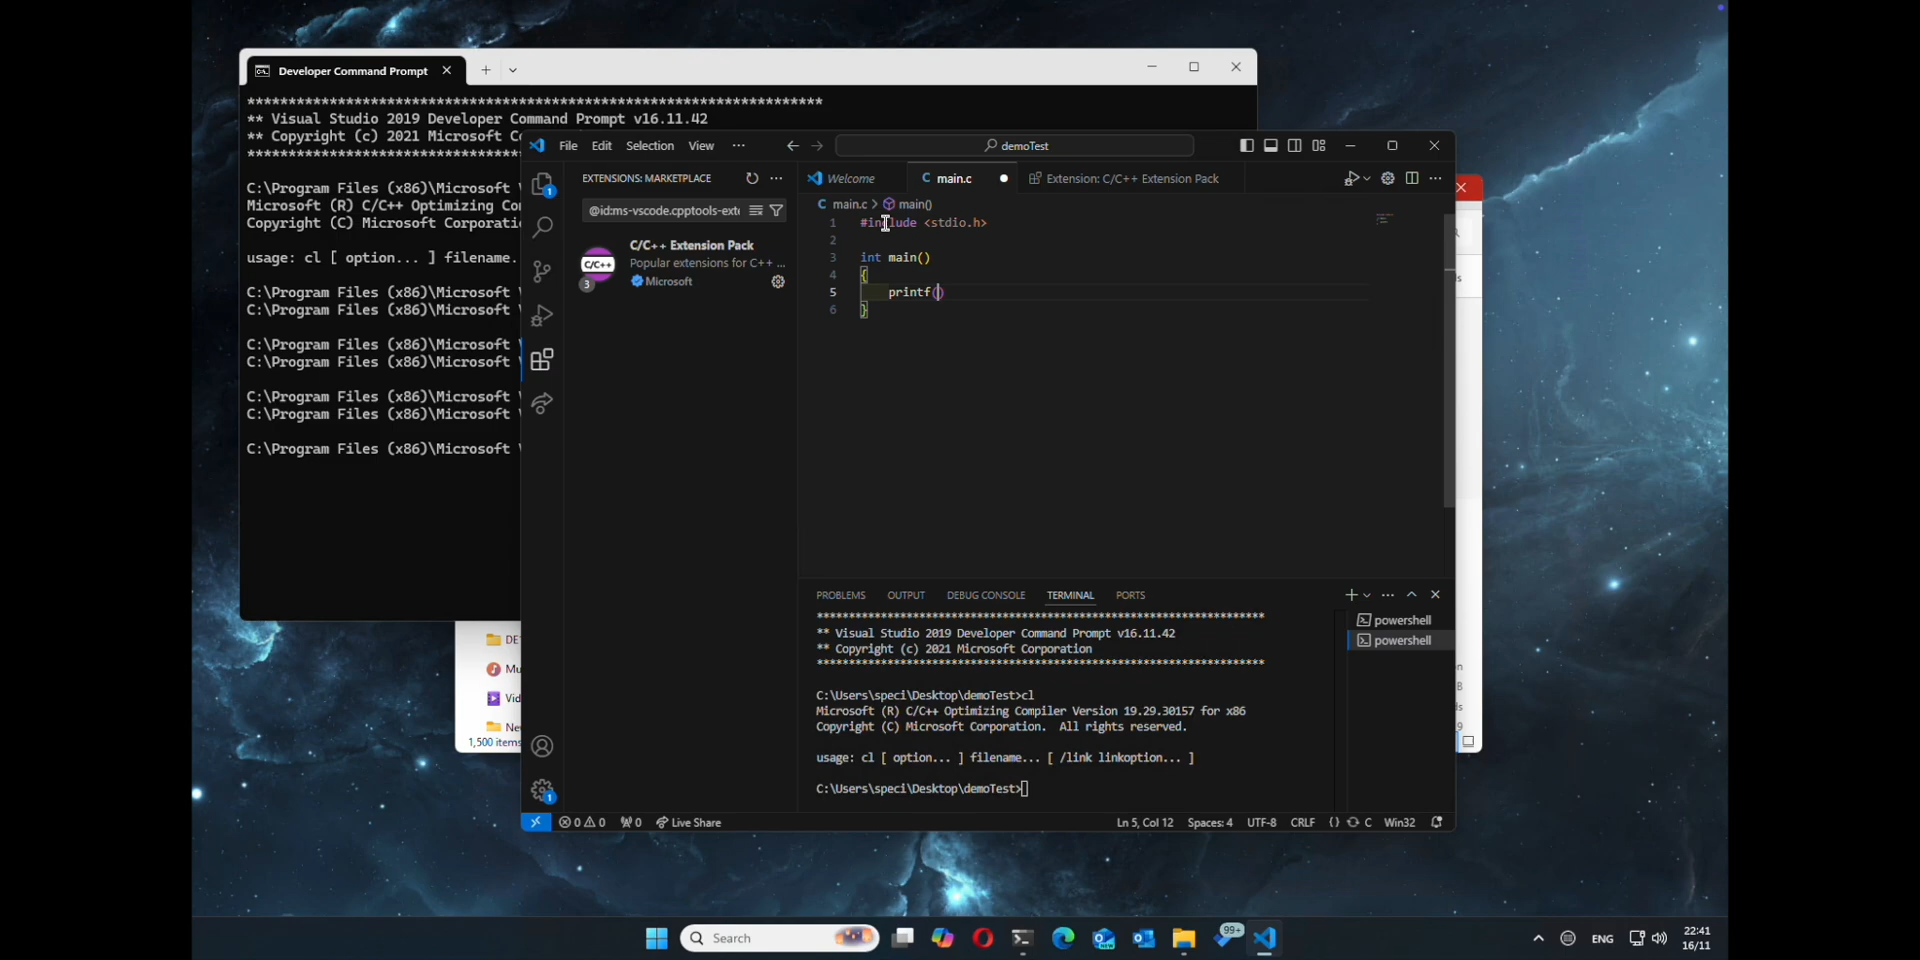 Developer Command Prompt
**********************************************************************
** Visual Studio 2019 Developer Command Prompt v16.11.42
** Copyright (c) 2021 Microsoft Co
C:\Program Files (x86)\Microsoft
Microsoft (R) C/C++ Optimizing Com
Copyright (C) Microsoft Corporation.
usage: cl [ option... ] filename.
C:\Program Files (x86)\Microsoft
C:\Program Files (x86)\Microsoft
C:\Program Files (x86)\Microsoft
C:\Program Files (x86)\Microsoft
C:\Program Files (x86)\Microsoft
C:\Program Files (x86)\Microsoft
C:\Program Files (x86)\Microsoft
File Edit Selection View ··· demoTest
EXTENSIONS: MARKETPLACE
@id:ms-vscode.cpptools-exte
C/C++ Extension Pack
Popular extensions for C++ ...
Microsoft
C/C++
3
Welcome C main.c Extension: C/C++ Extension Pack
C main.c > main()
1 #include <stdio.h>
2
3 int main()
4 {
5 printf()
6 }
PROBLEMS OUTPUT DEBUG CONSOLE TERMINAL PORTS
**********************************************************************
** Visual Studio 2019 Developer Command Prompt v16.11.42
** Copyright (c) 2021 Microsoft Corporation
**********************************************************************
C:\Users\speci\Desktop\demoTest>cl
Microsoft (R) C/C++ Optimizing Compiler Version 19.29.30157 for x86
Copyright (C) Microsoft Corporation. All rights reserved.
usage: cl [ option... ] filename... [ /link linkoption... ]
C:\Users\speci\Desktop\demoTest>
powershell
powershell
0 0 0 Live Share Ln 5, Col 12 Spaces: 4 UTF-8 CRLF {} C Win32
1,500 items
Search
99+
ENG
22:41
16/11